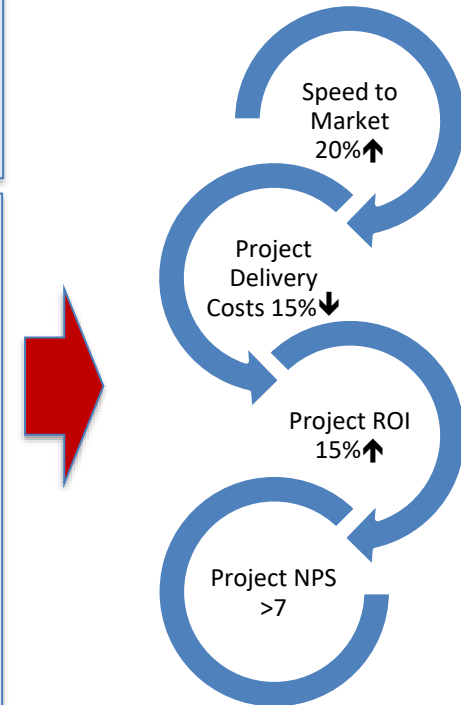 Speed to
Market
20%🡹
Project
Delivery
Costs 15%🡻
Project ROI
15%🡹
Project NPS
>7